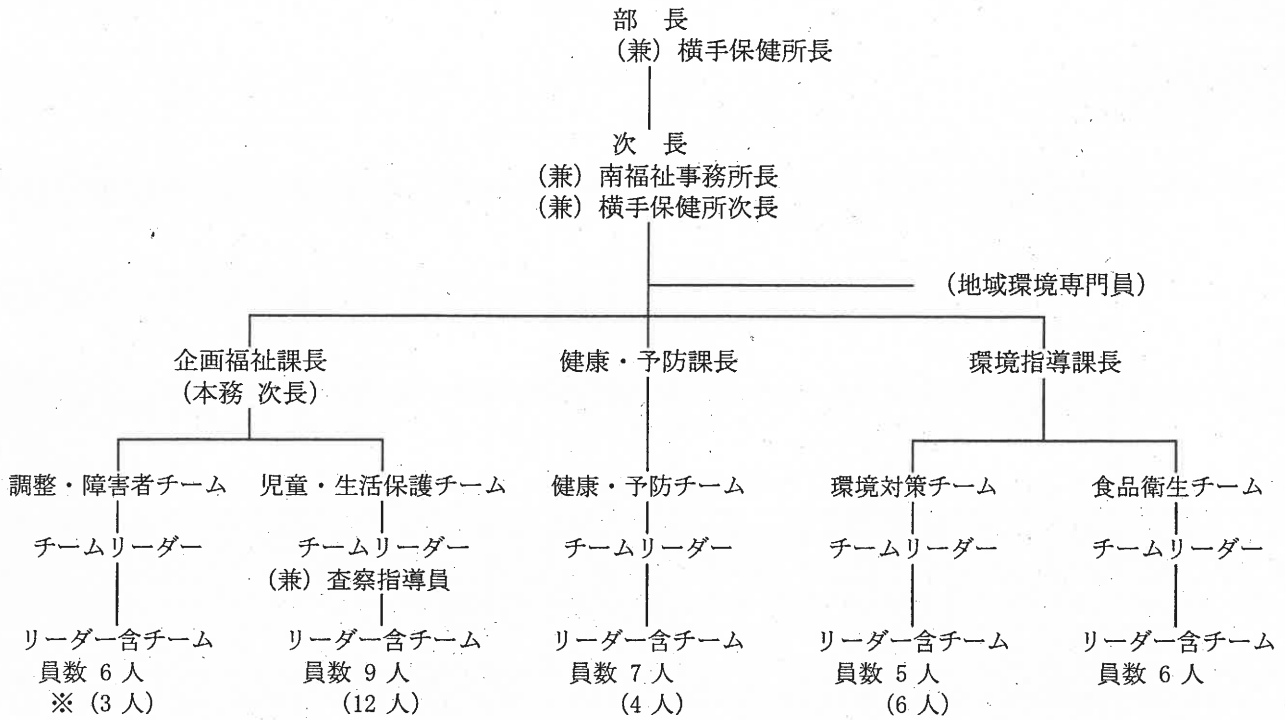 部 長
(兼) 横手保健所長
次 長
(兼) 南福祉事務所長
(兼) 横手保健所次長
(地域環境専門員)
企画福祉課長
(本務 次長)
健康・予防課長
環境指導課長
調整・障害者チーム
児童・生活保護チーム
健康・予防チーム
環境対策チーム
食品衛生チーム
チームリーダー
チームリーダー
(兼) 査察指導員
チームリーダー
チームリーダー
チームリーダー
リーダー含チーム
員数 6 人
※ (3 人)
リーダー含チーム
員数 9 人
(12 人)
リーダー含チーム
員数 7 人
(4 人)
リーダー含チーム
員数 5 人
(6 人)
リーダー含チーム
員数 6 人